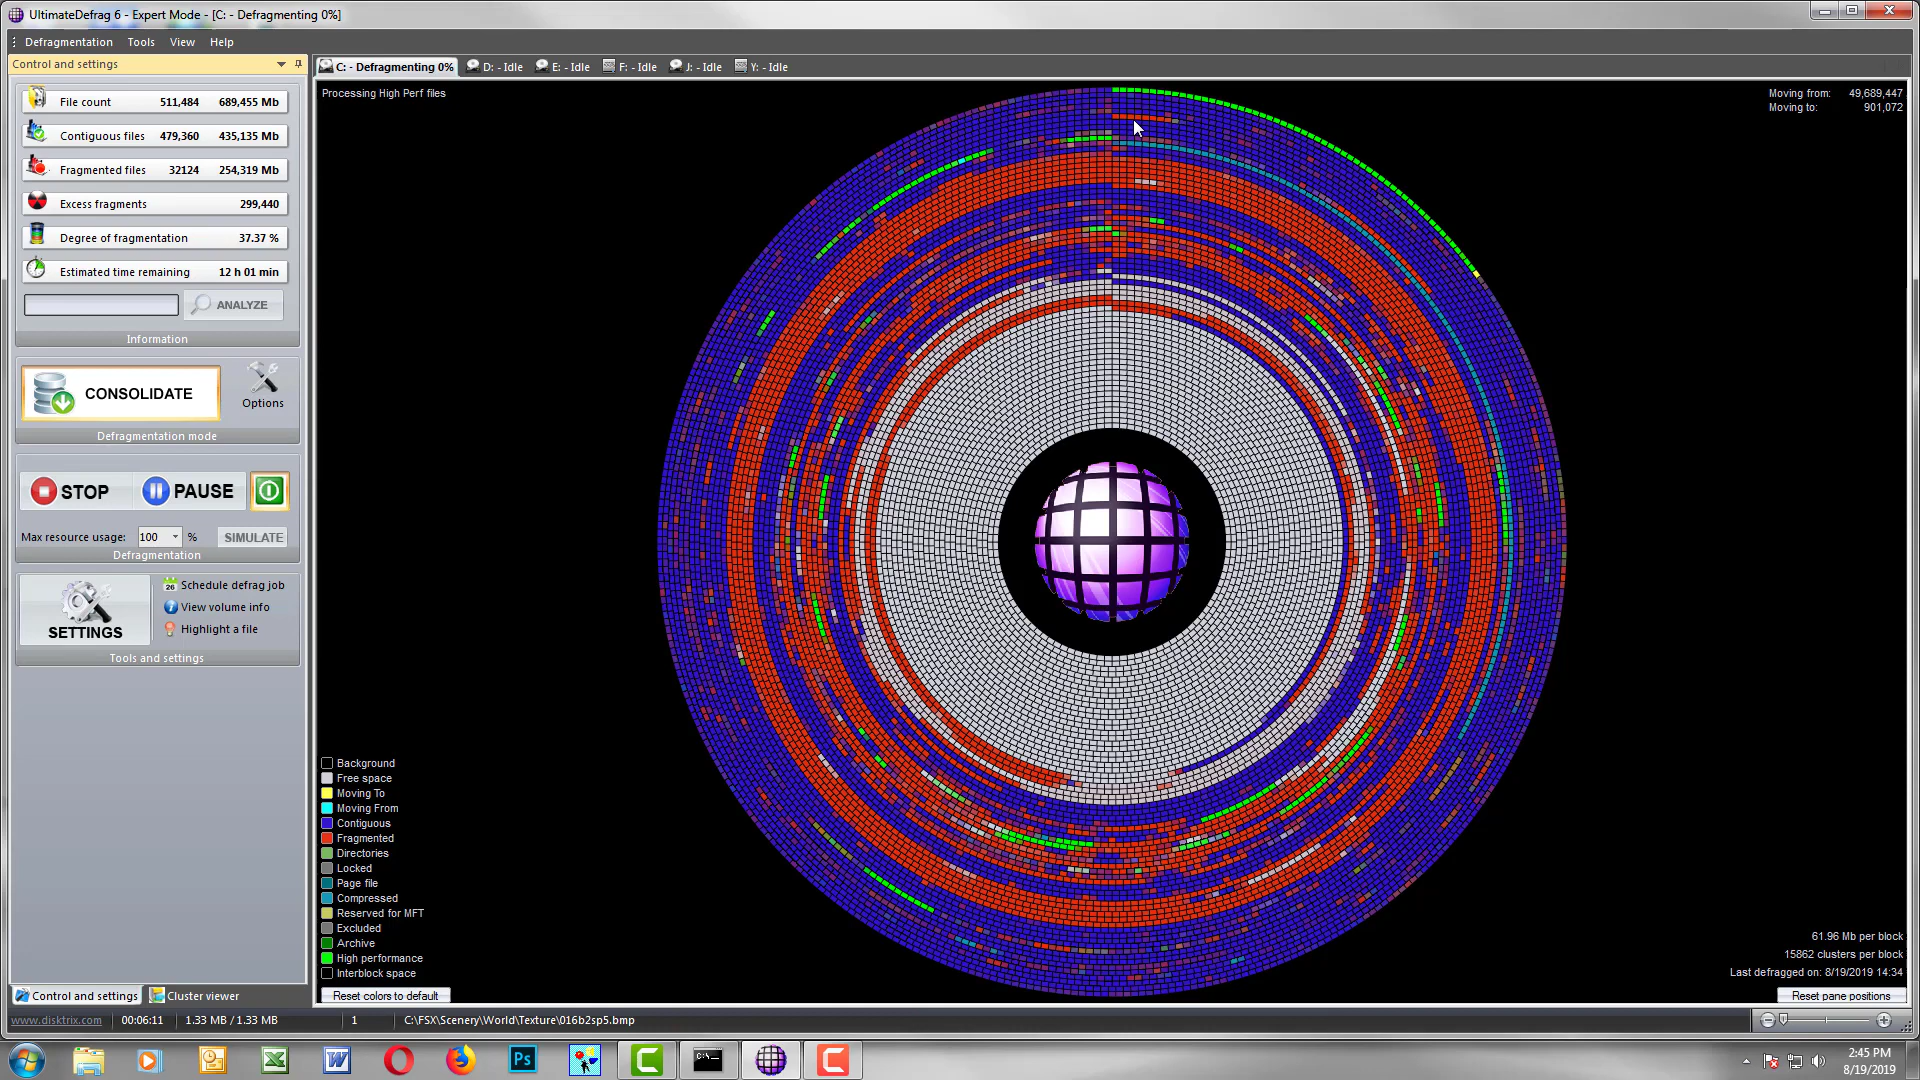 UltimateDefrag 6 - Expert Mode - [C: - Defragmenting 0%]
Defragmentation Tools View Help
Control and settings
C: - Defragmenting 0% D: - Idle E: - Idle F: - Idle J: - Idle Y: - Idle
Processing High Perf files
Moving from: 49,689,447
Moving to: 901,072
File count 511,484 689,455 Mb
Contiguous files 479,360 435,135 Mb
Fragmented files 32124 254,319 Mb
Excess fragments 299,440
Degree of fragmentation 37.37 %
Estimated time remaining 12 h 01 min
ANALYZE
Information
CONSOLIDATE
Options
Defragmentation mode
STOP PAUSE
Max resource usage: 100 % SIMULATE
Defragmentation
SETTINGS
26 Schedule defrag job
View volume info
Highlight a file
Tools and settings
Background
Free space
Moving To
Moving From
Contiguous
Fragmented
Directories
Locked
Page file
Compressed
Reserved for MFT
Excluded
Archive
High performance
Interblock space
Reset colors to default
61.96 Mb per block
15862 clusters per block
Last defragged on: 8/19/2019 14:34
Reset pane positions
Control and settings Cluster viewer
www.disktrix.com 00:06:11 1.33 MB / 1.33 MB 1 C:\FSX\Scenery\World\Texture\016b2sp5.bmp
Ps
2:45 PM
8/19/2019